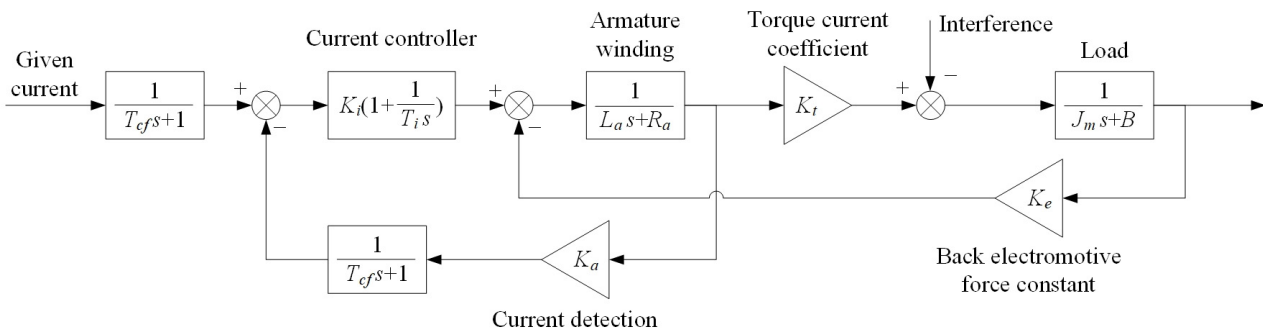 Given
current
1
T_cf s+1
+
−
Current controller
K_i(1+ 1/(T_i s))
+
−
Armature
winding
1
L_a s+R_a
Torque current
coefficient
K_t
Interference
+
−
Load
1
J_m s+B
K_e
Back electromotive
force constant
1
T_cf s+1
K_a
Current detection